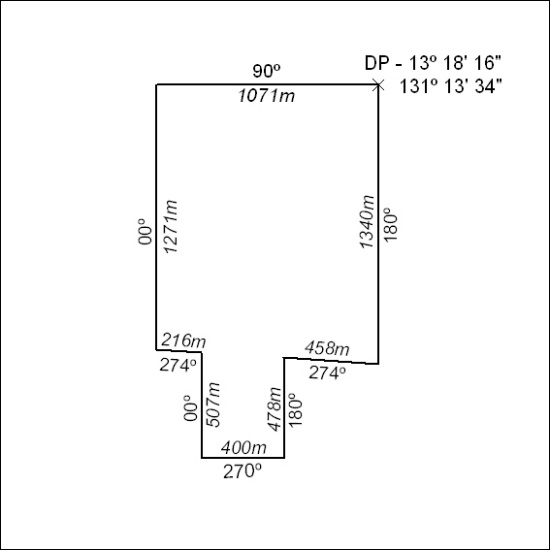 DP - 13º 18' 16"
131º 13' 34"
90º
1071m
00º
1271m
1340m
180º
216m
274º
458m
274º
00º
507m
478m
180º
400m
270º